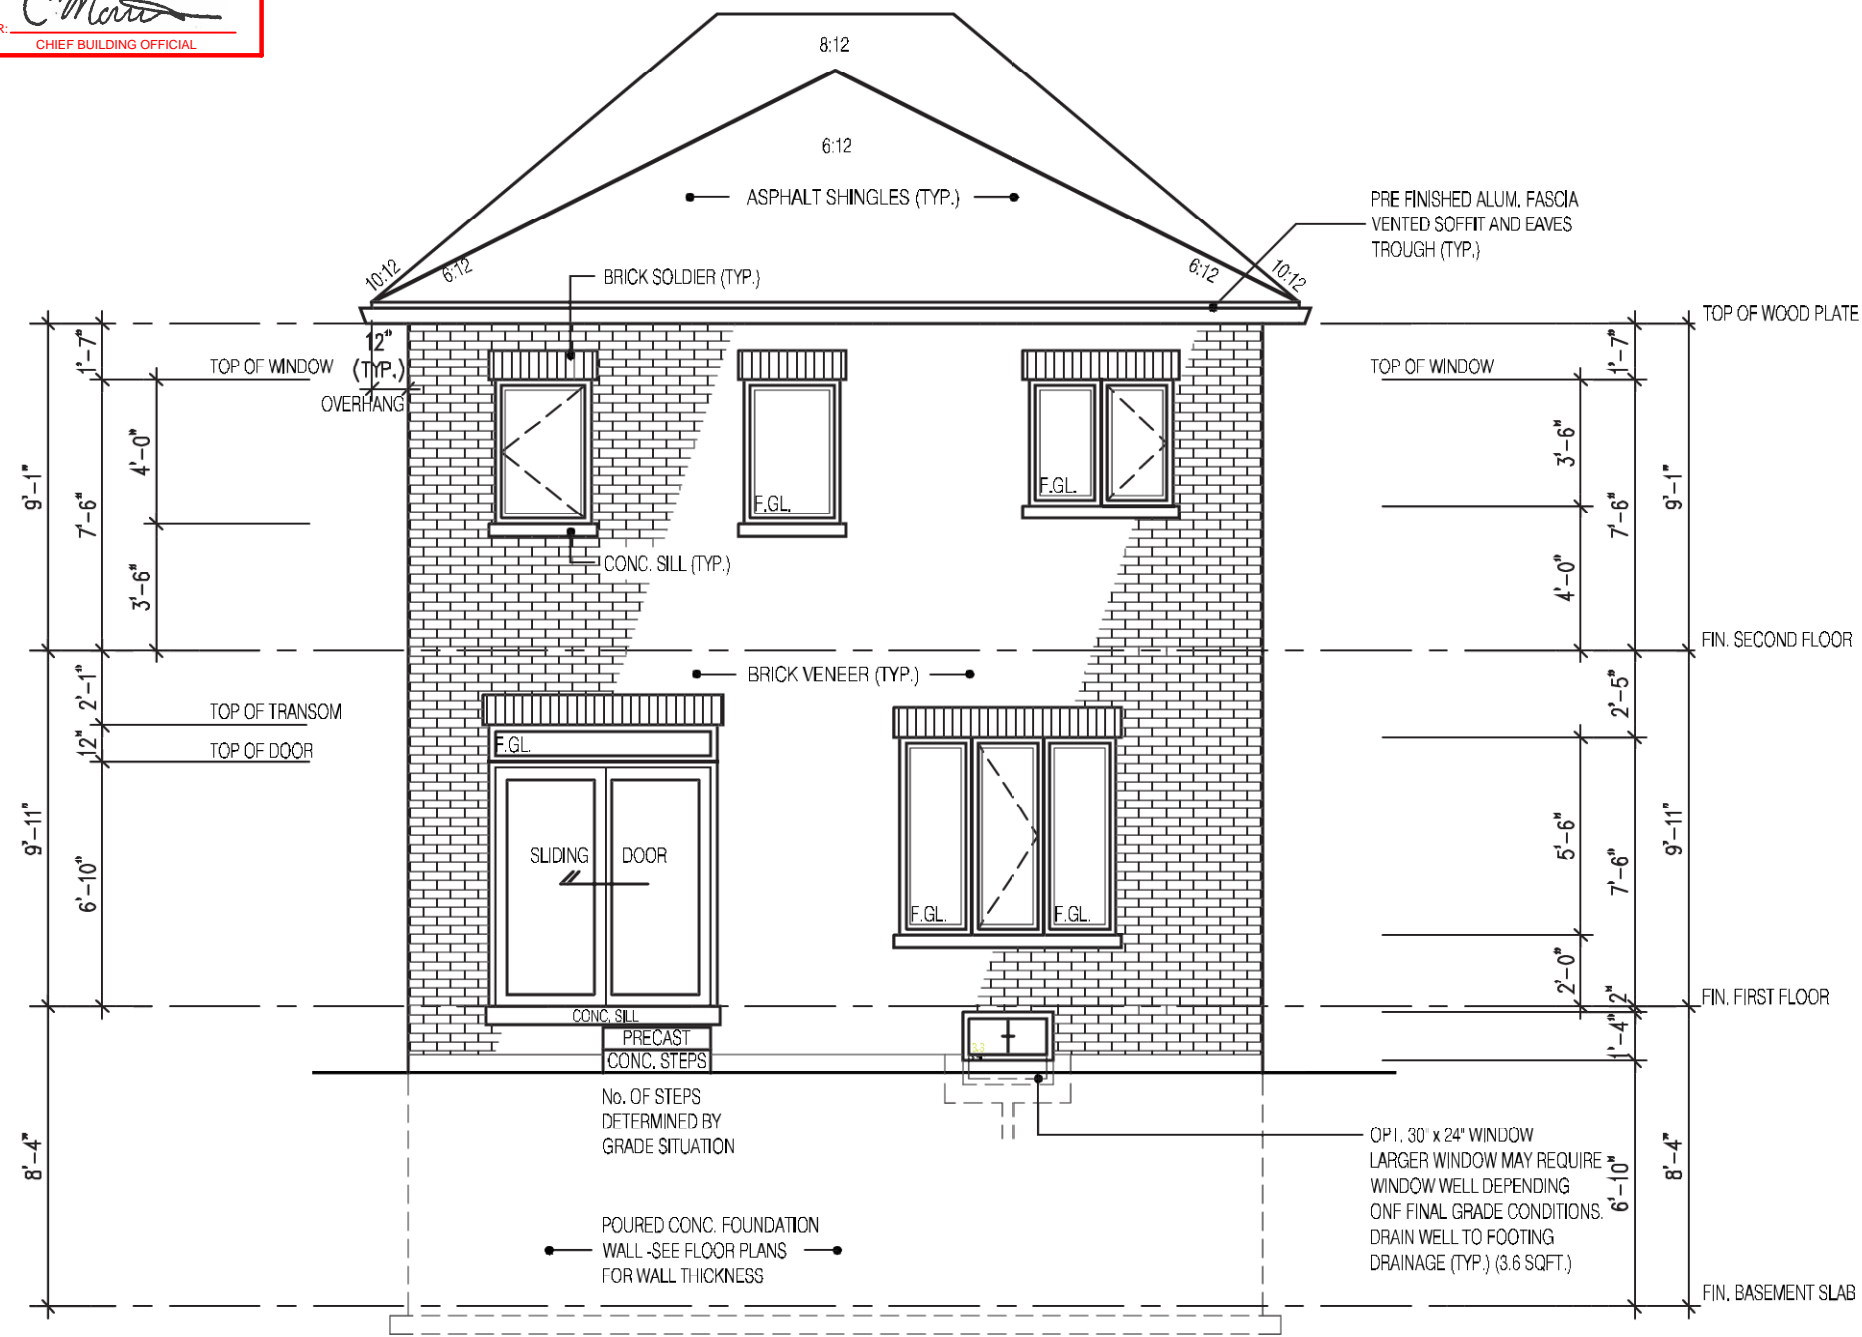 R:
CHIEF BUILDING OFFICIAL
8:12
6:12
ASPHALT SHINGLES (TYP.)
PRE FINISHED ALUM. FASCIA
VENTED SOFFIT AND EAVES
TROUGH (TYP.)
10:12
6:12
6:12
10:12
BRICK SOLDIER (TYP.)
TOP OF WOOD PLATE
1'-7"
TOP OF WINDOW
12"
(TYP.)
OVERHANG
TOP OF WINDOW
1'-7"
9'-1"
7'-6"
4'-0"
3'-6"
F.GL.
F.GL.
CONC. SILL (TYP.)
3'-6"
4'-0"
7'-6"
9'-1"
FIN. SECOND FLOOR
BRICK VENEER (TYP.)
2'-1"
TOP OF TRANSOM
12"
TOP OF DOOR
F.GL.
2'-5"
9'-11"
6'-10"
SLIDING DOOR
F.GL.
F.GL.
5'-6"
7'-6"
9'-11"
2'-0"
2"
FIN. FIRST FLOOR
CONC. SILL
PRECAST
CONC. STEPS
1'-4"
No. OF STEPS
DETERMINED BY
GRADE SITUATION
8'-4"
OPT. 30" x 24" WINDOW
LARGER WINDOW MAY REQUIRE
WINDOW WELL DEPENDING
ONF FINAL GRADE CONDITIONS.
DRAIN WELL TO FOOTING
DRAINAGE (TYP.) (3.6 SQFT.)
6'-10"
8'-4"
POURED CONC. FOUNDATION
WALL -SEE FLOOR PLANS
FOR WALL THICKNESS
FIN. BASEMENT SLAB